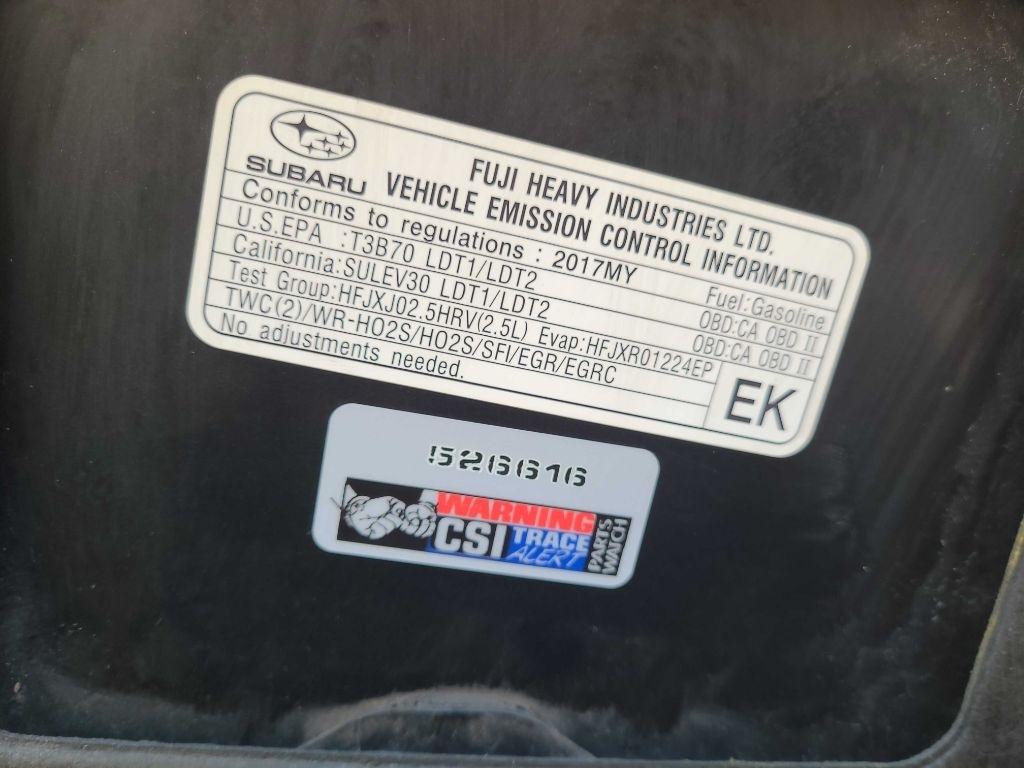 SUBARU
FUJI HEAVY INDUSTRIES LTD.
VEHICLE EMISSION CONTROL INFORMATION
Conforms to regulations : 2017MY Fuel:Gasoline
U.S.EPA :T3B70 LDT1/LDT2 OBD:CA OBD II
California:SULEV30 LDT1/LDT2 OBD:CA OBD II
Test Group:HFJXJ02.5HRV(2.5L) Evap:HFJXR01224EP
TWC(2)/WR-HO2S/HO2S/SFI/EGR/EGRC
No adjustments needed.
EK
526616
WARNING
CSI TRACE
ALERT
PARTS
WATCH